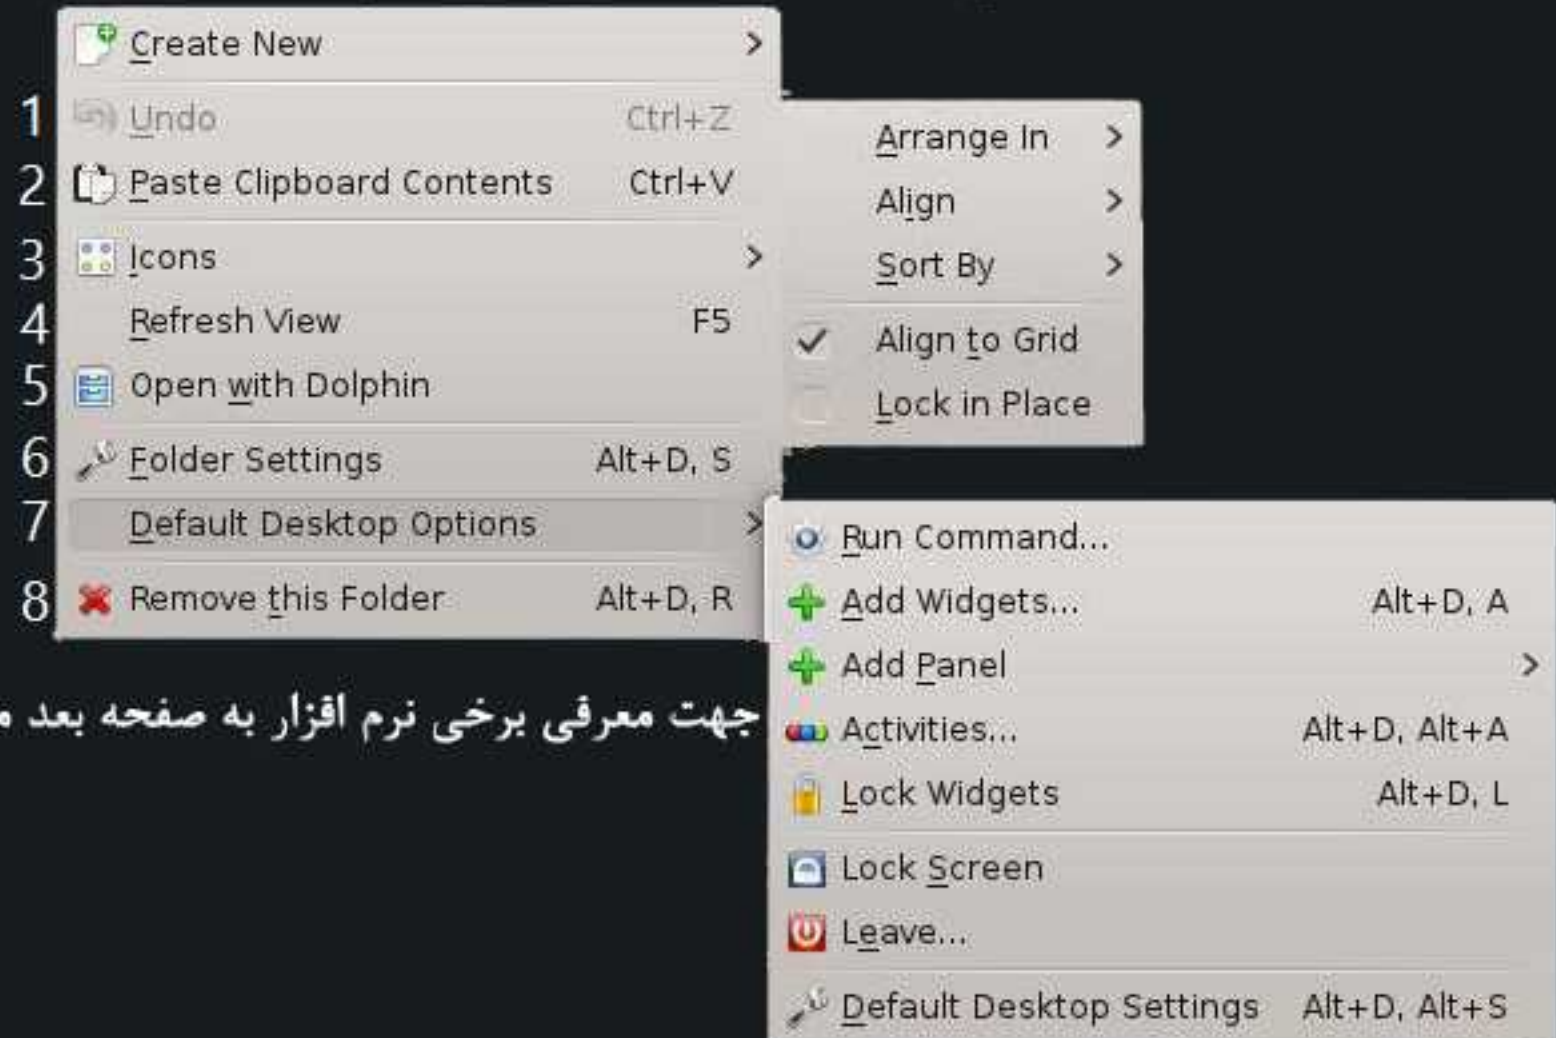 Create New
1 Undo Ctrl+Z
2 Paste Clipboard Contents Ctrl+V
3 Icons
4 Refresh View F5
5 Open with Dolphin
6 Folder Settings Alt+D, S
7 Default Desktop Options
8 Remove this Folder Alt+D, R
Arrange In
Align
Sort By
Align to Grid
Lock in Place
Run Command...
Add Widgets... Alt+D, A
Add Panel
Activities... Alt+D, Alt+A
Lock Widgets Alt+D, L
Lock Screen
Leave...
Default Desktop Settings Alt+D, Alt+S
جهت معرفی برخی نرم افزار به صفحه بعد